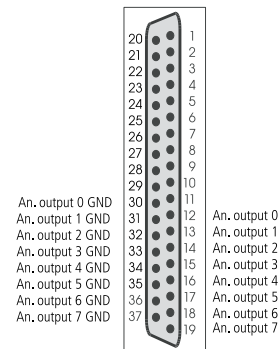 1
20
2
21
3
22
4
23
5
24
6
25
7
26
8
27
9
28
10
29
11
An. output 0 GND 30
12 An. output 0
An. output 1 GND 31
13 An. output 1
An. output 2 GND 32
14 An. output 2
An. output 3 GND 33
15 An. output 3
An. output 4 GND 34
16 An. output 4
An. output 5 GND 35
17 An. output 5
An. output 6 GND 36
18 An. output 6
An. output 7 GND 37
19 An. output 7